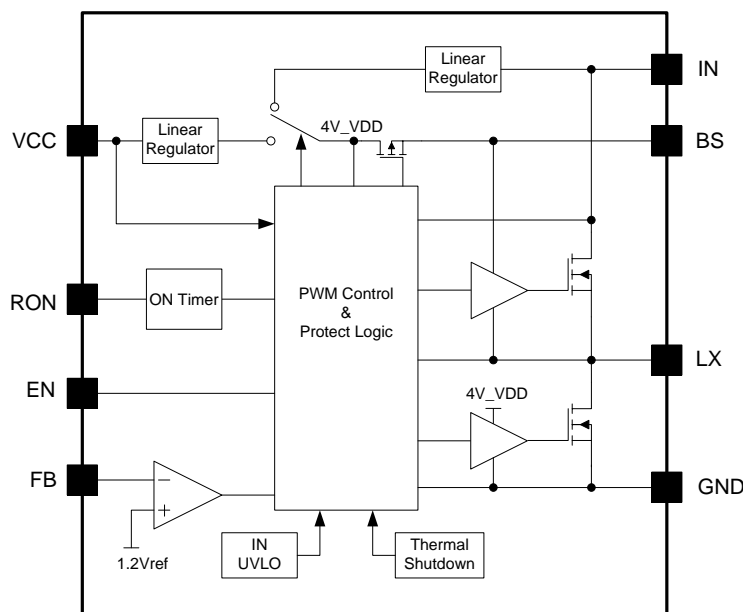 Linear
Regulator
IN
4V_VDD
VCC
Linear
Regulator
BS
RON
ON Timer
PWM Control
&
Protect Logic
LX
EN
4V_VDD
FB
−
+
GND
1.2Vref
IN
UVLO
Thermal
Shutdown